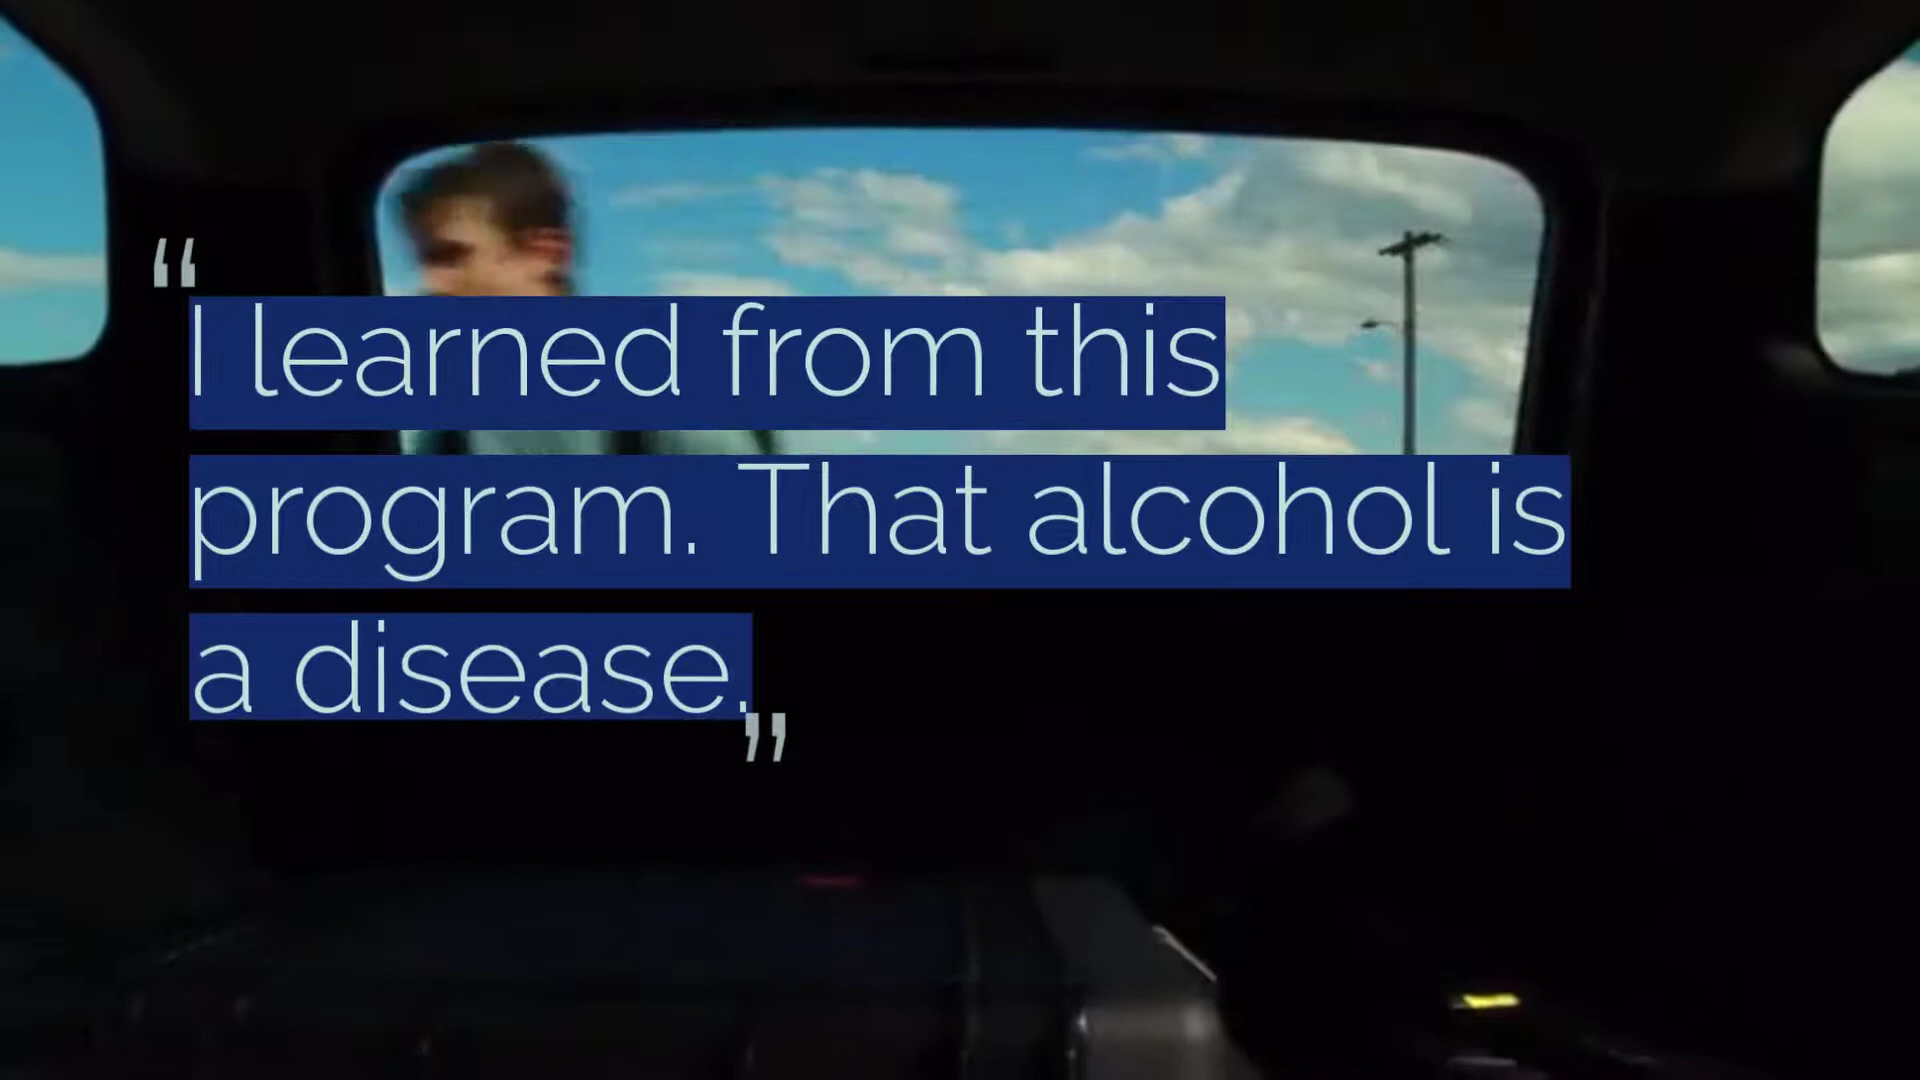 “I learned from this
program. That alcohol is
a disease.”